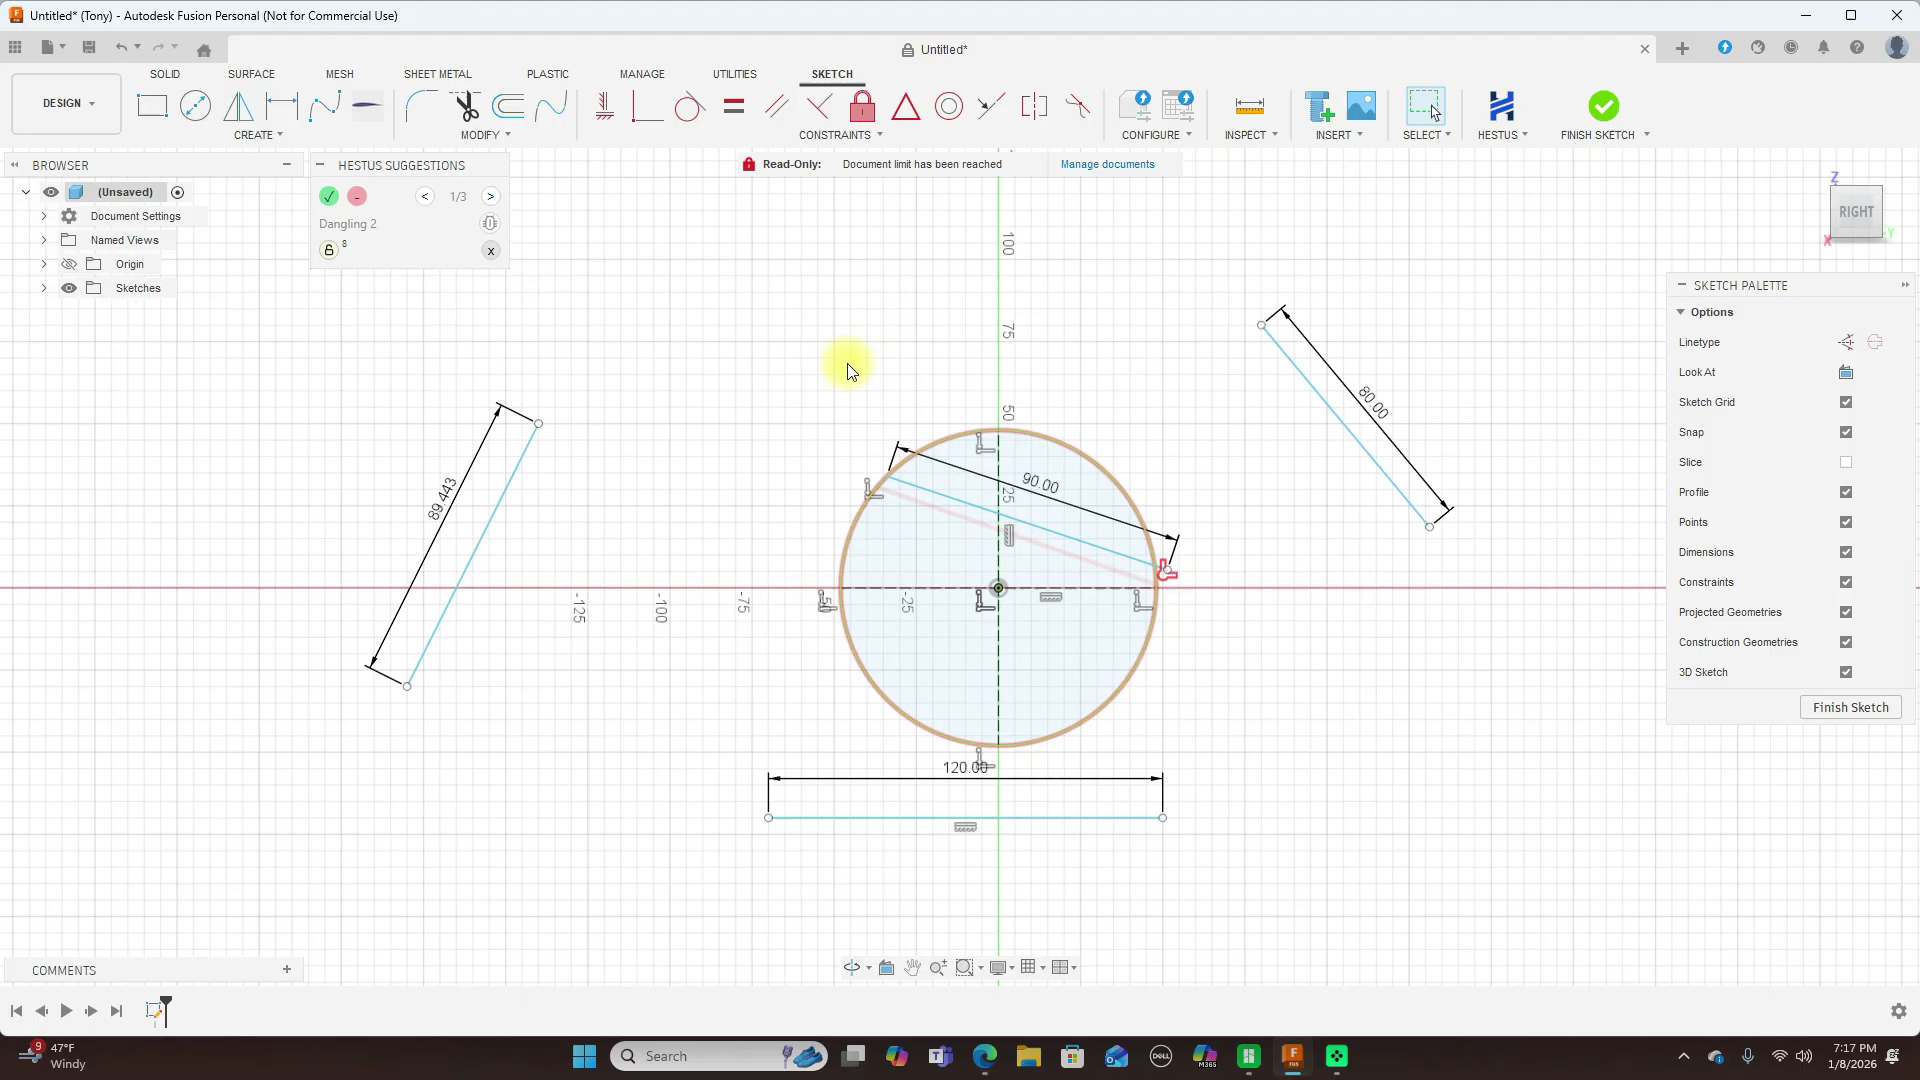 Untitled* (Tony) - Autodesk Fusion Personal (Not for Commercial Use)
Untitled*
DESIGN
SOLID
SURFACE
MESH
SHEET METAL
PLASTIC
MANAGE
UTILITIES
SKETCH
CREATE
MODIFY
CONSTRAINTS
CONFIGURE
INSPECT
INSERT
SELECT
HESTUS
FINISH SKETCH
BROWSER
HESTUS SUGGESTIONS
Read-Only:
Document limit has been reached
Manage documents
(Unsaved)
1/3
Document Settings
Dangling 2
Named Views
8
x
Origin
Sketches
Z
RIGHT
X
Y
SKETCH PALETTE
Options
Linetype
Look At
Sketch Grid
Snap
Slice
Profile
Points
Dimensions
Constraints
Projected Geometries
Construction Geometries
3D Sketch
Finish Sketch
100
75
50
25
80.00
90.00
89.443
-125
-100
-75
-25
120.00
COMMENTS
9
47°F
Windy
Search
DELL
M365
F
FUS
7:17 PM
1/8/2026